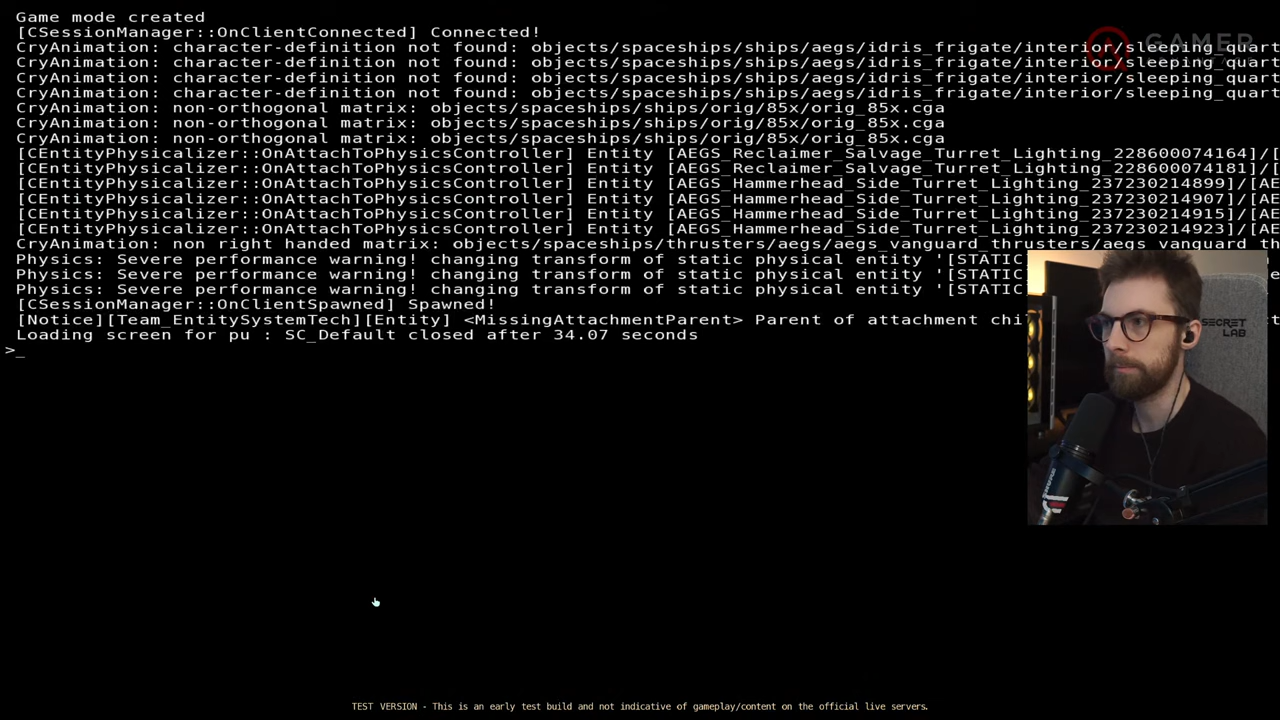 Game mode created
[CSessionManager::OnClientConnected] Connected!
CryAnimation: character-definition not found: objects/spaceships/ships/aegs/idris_frigate/interior/sleeping_quart
CryAnimation: character-definition not found: objects/spaceships/ships/aegs/idris_frigate/interior/sleeping_quart
CryAnimation: character-definition not found: objects/spaceships/ships/aegs/idris_frigate/interior/sleeping_quart
CryAnimation: character-definition not found: objects/spaceships/ships/aegs/idris_frigate/interior/sleeping_quart
CryAnimation: non-orthogonal matrix: objects/spaceships/ships/orig/85x/orig_85x.cga
CryAnimation: non-orthogonal matrix: objects/spaceships/ships/orig/85x/orig_85x.cga
CryAnimation: non-orthogonal matrix: objects/spaceships/ships/orig/85x/orig_85x.cga
[CEntityPhysicalizer::OnAttachToPhysicsController] Entity [AEGS_Reclaimer_Salvage_Turret_Lighting_228600074164]/[
[CEntityPhysicalizer::OnAttachToPhysicsController] Entity [AEGS_Reclaimer_Salvage_Turret_Lighting_228600074181]/[
[CEntityPhysicalizer::OnAttachToPhysicsController] Entity [AEGS_Hammerhead_Side_Turret_Lighting_237230214899]/[AE
[CEntityPhysicalizer::OnAttachToPhysicsController] Entity [AEGS_Hammerhead_Side_Turret_Lighting_237230214907]/[AE
[CEntityPhysicalizer::OnAttachToPhysicsController] Entity [AEGS_Hammerhead_Side_Turret_Lighting_237230214915]/[AE
[CEntityPhysicalizer::OnAttachToPhysicsController] Entity [AEGS_Hammerhead_Side_Turret_Lighting_237230214923]/[AE
CryAnimation: non right handed matrix: objects/spaceships/thrusters/aegs/aegs_vanguard_thrusters/aegs_vanguard_th
Physics: Severe performance warning! changing transform of static physical entity '[STATIC
Physics: Severe performance warning! changing transform of static physical entity '[STATIC
Physics: Severe performance warning! changing transform of static physical entity '[STATIC
[CSessionManager::OnClientSpawned] Spawned!
[Notice][Team_EntitySystemTech][Entity] <MissingAttachmentParent> Parent of attachment chi
Loading screen for pu : SC_Default closed after 34.07 seconds
>_
GAMER
SECRET
LAB
TEST VERSION - This is an early test build and not indicative of gameplay/content on the official live servers.